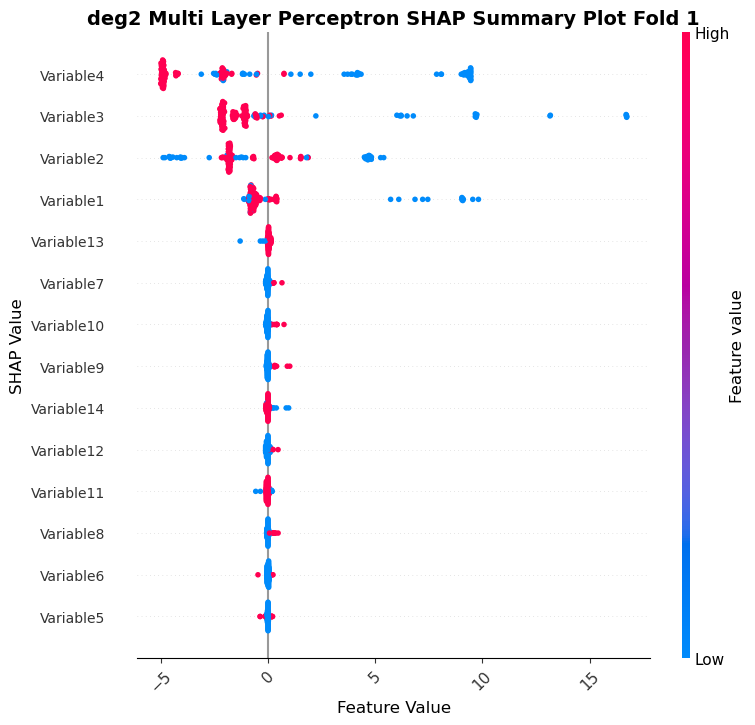 deg2 Multi Layer Perceptron SHAP Summary Plot Fold 1
High
Variable4
Variable3
Variable2
Variable1
Variable13
Variable7
Variable10
Variable9
Variable14
Variable12
Variable11
Variable8
Variable6
Variable5
SHAP Value
Feature value
Low
−5
0
5
10
15
Feature Value